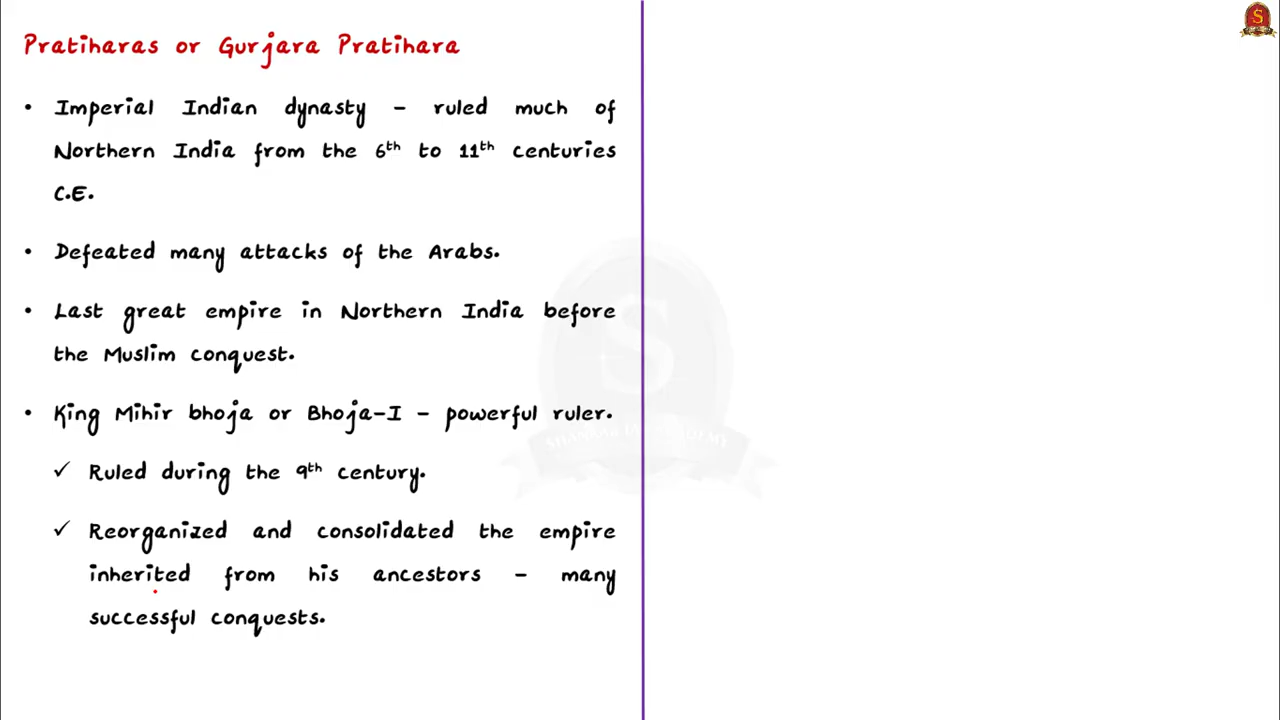 Pratiharas or Gurjara Pratihara
• Imperial Indian dynasty – ruled much of
Northern India from the 6th to 11th centuries
C.E.
• Defeated many attacks of the Arabs.
• Last great empire in Northern India before
the Muslim conquest.
• King Mihir bhoja or Bhoja-I – powerful ruler.
✓ Ruled during the 9th century.
✓ Reorganized and consolidated the empire
inherited from his ancestors – many
successful conquests.
S
SHANKAR IAS ACADEMY
S